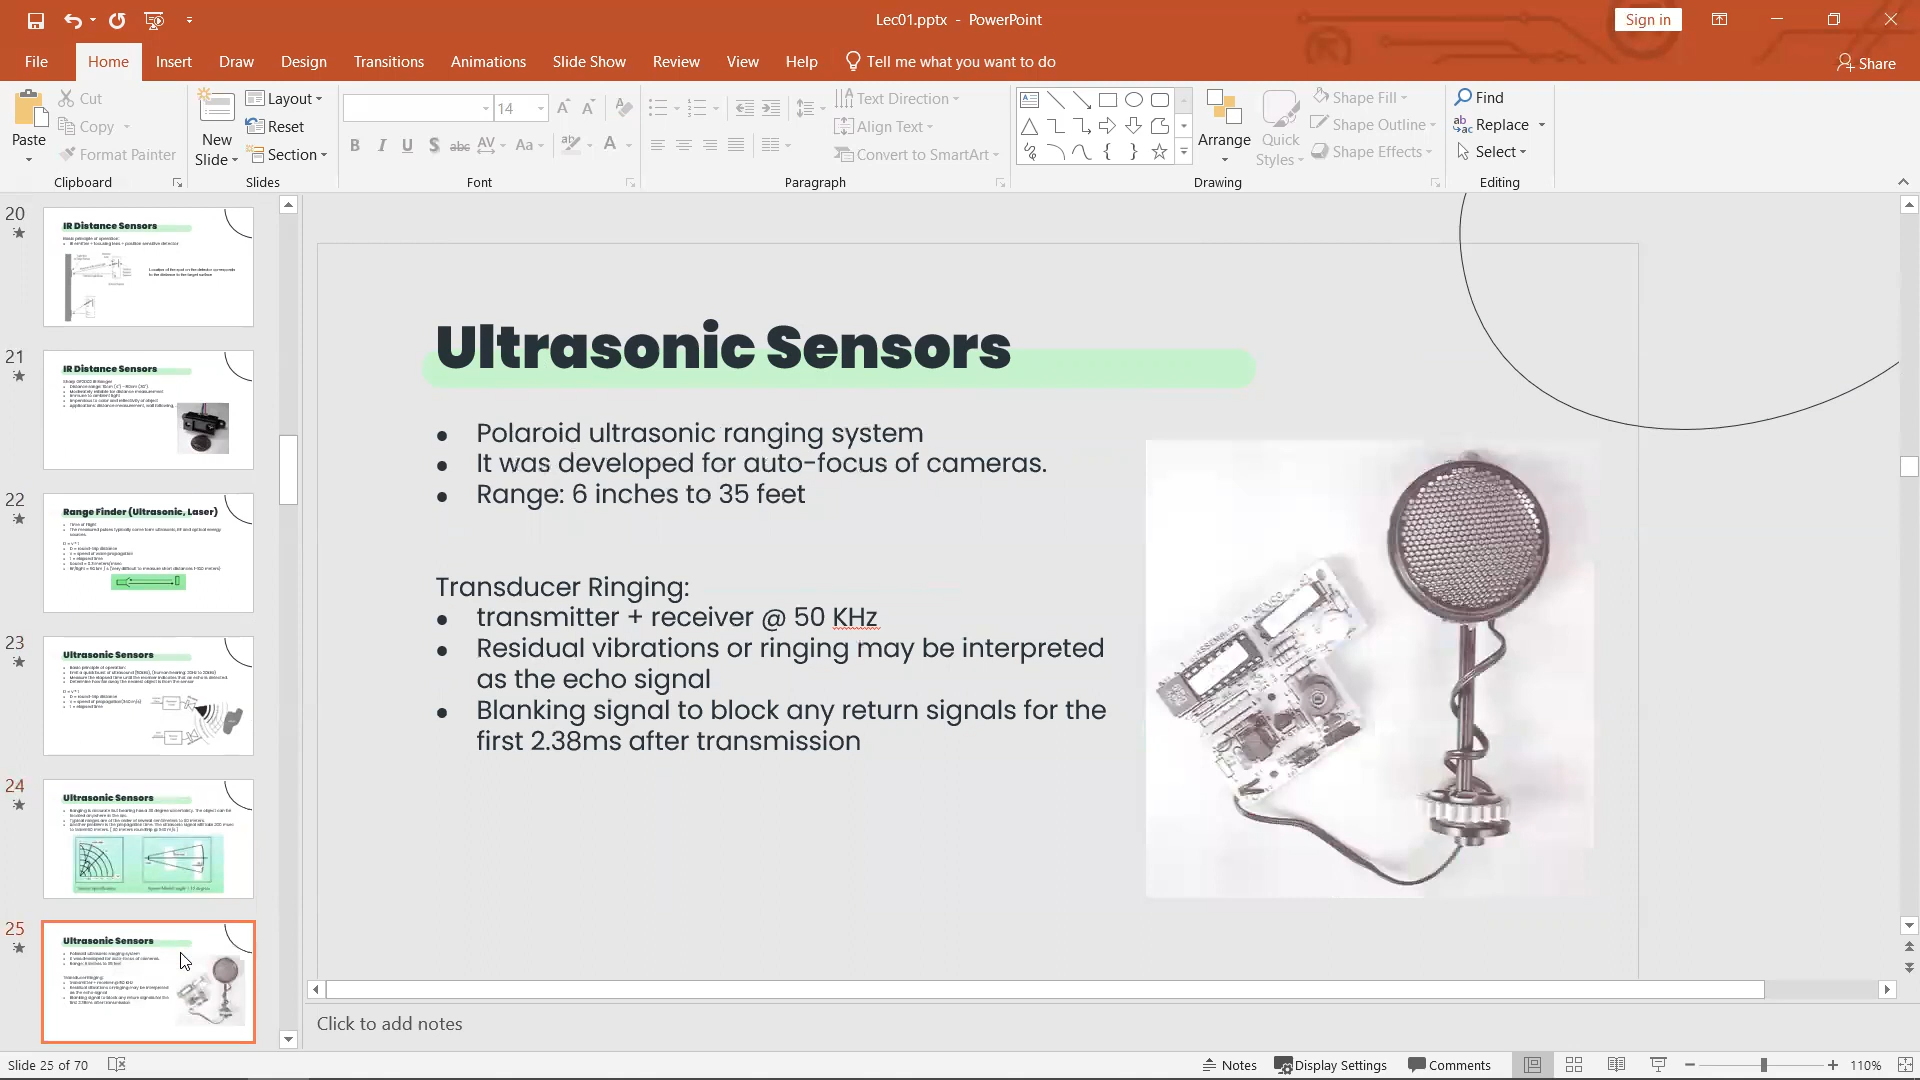 Lec01.pptx - PowerPoint
Sign in
File Home Insert Draw Design Transitions Animations Slide Show Review View Help Tell me what you want to do
Share
Paste
Cut
Copy
Format Painter
Clipboard
New Slide
Layout
Reset
Section
Slides
14
Font
Text Direction
Align Text
Convert to SmartArt
Paragraph
Arrange
Quick Styles
Shape Fill
Shape Outline
Shape Effects
Drawing
Find
Replace
Select
Editing
20
IR Distance Sensors
21
IR Distance Sensors
22
Range Finder (Ultrasonic, Laser)
23
Ultrasonic Sensors
24
Ultrasonic Sensors
25
Ultrasonic Sensors
Ultrasonic Sensors
● Polaroid ultrasonic ranging system
● It was developed for auto-focus of cameras.
● Range: 6 inches to 35 feet
Transducer Ringing:
● transmitter + receiver @ 50 KHz
● Residual vibrations or ringing may be interpreted
as the echo signal
● Blanking signal to block any return signals for the
first 2.38ms after transmission
ASSEMBLED IN MEXICO
Click to add notes
Slide 25 of 70
Notes
Display Settings
Comments
110%